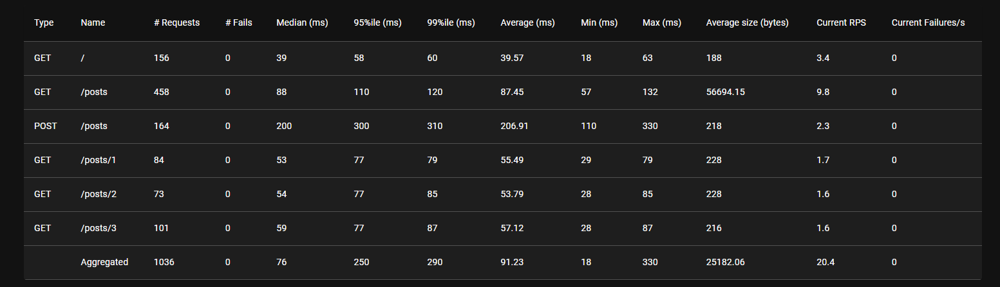 Type Name # Requests # Fails Median (ms) 95%ile (ms) 99%ile (ms) Average (ms) Min (ms) Max (ms) Average size (bytes) Current RPS Current Failures/s
GET / 156 0 39 58 60 39.57 18 63 188 3.4 0
GET /posts 458 0 88 110 120 87.45 57 132 56694.15 9.8 0
POST /posts 164 0 200 300 310 206.91 110 330 218 2.3 0
GET /posts/1 84 0 53 77 79 55.49 29 79 228 1.7 0
GET /posts/2 73 0 54 77 85 53.79 28 85 228 1.6 0
GET /posts/3 101 0 59 77 87 57.12 28 87 216 1.6 0
Aggregated 1036 0 76 250 290 91.23 18 330 25182.06 20.4 0